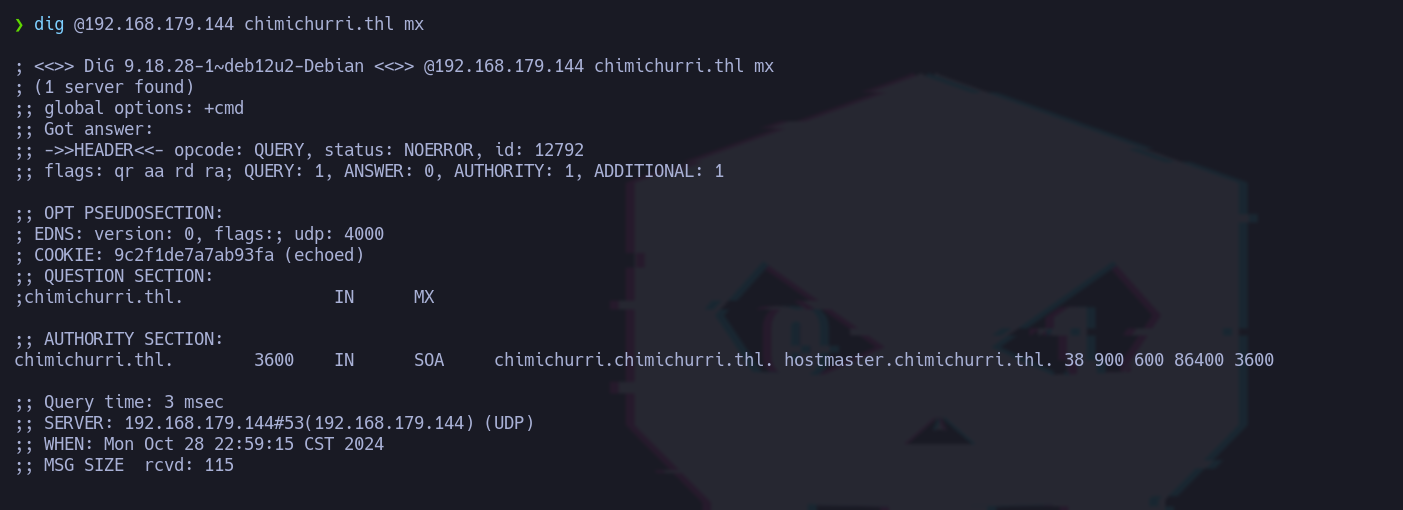 ❯ dig @192.168.179.144 chimichurri.thl mx
; <<>> DiG 9.18.28-1~deb12u2-Debian <<>> @192.168.179.144 chimichurri.thl mx
; (1 server found)
;; global options: +cmd
;; Got answer:
;; ->>HEADER<<- opcode: QUERY, status: NOERROR, id: 12792
;; flags: qr aa rd ra; QUERY: 1, ANSWER: 0, AUTHORITY: 1, ADDITIONAL: 1
;; OPT PSEUDOSECTION:
; EDNS: version: 0, flags:; udp: 4000
; COOKIE: 9c2f1de7a7ab93fa (echoed)
;; QUESTION SECTION:
;chimichurri.thl. IN MX
;; AUTHORITY SECTION:
chimichurri.thl. 3600 IN SOA chimichurri.chimichurri.thl. hostmaster.chimichurri.thl. 38 900 600 86400 3600
;; Query time: 3 msec
;; SERVER: 192.168.179.144#53(192.168.179.144) (UDP)
;; WHEN: Mon Oct 28 22:59:15 CST 2024
;; MSG SIZE  rcvd: 115